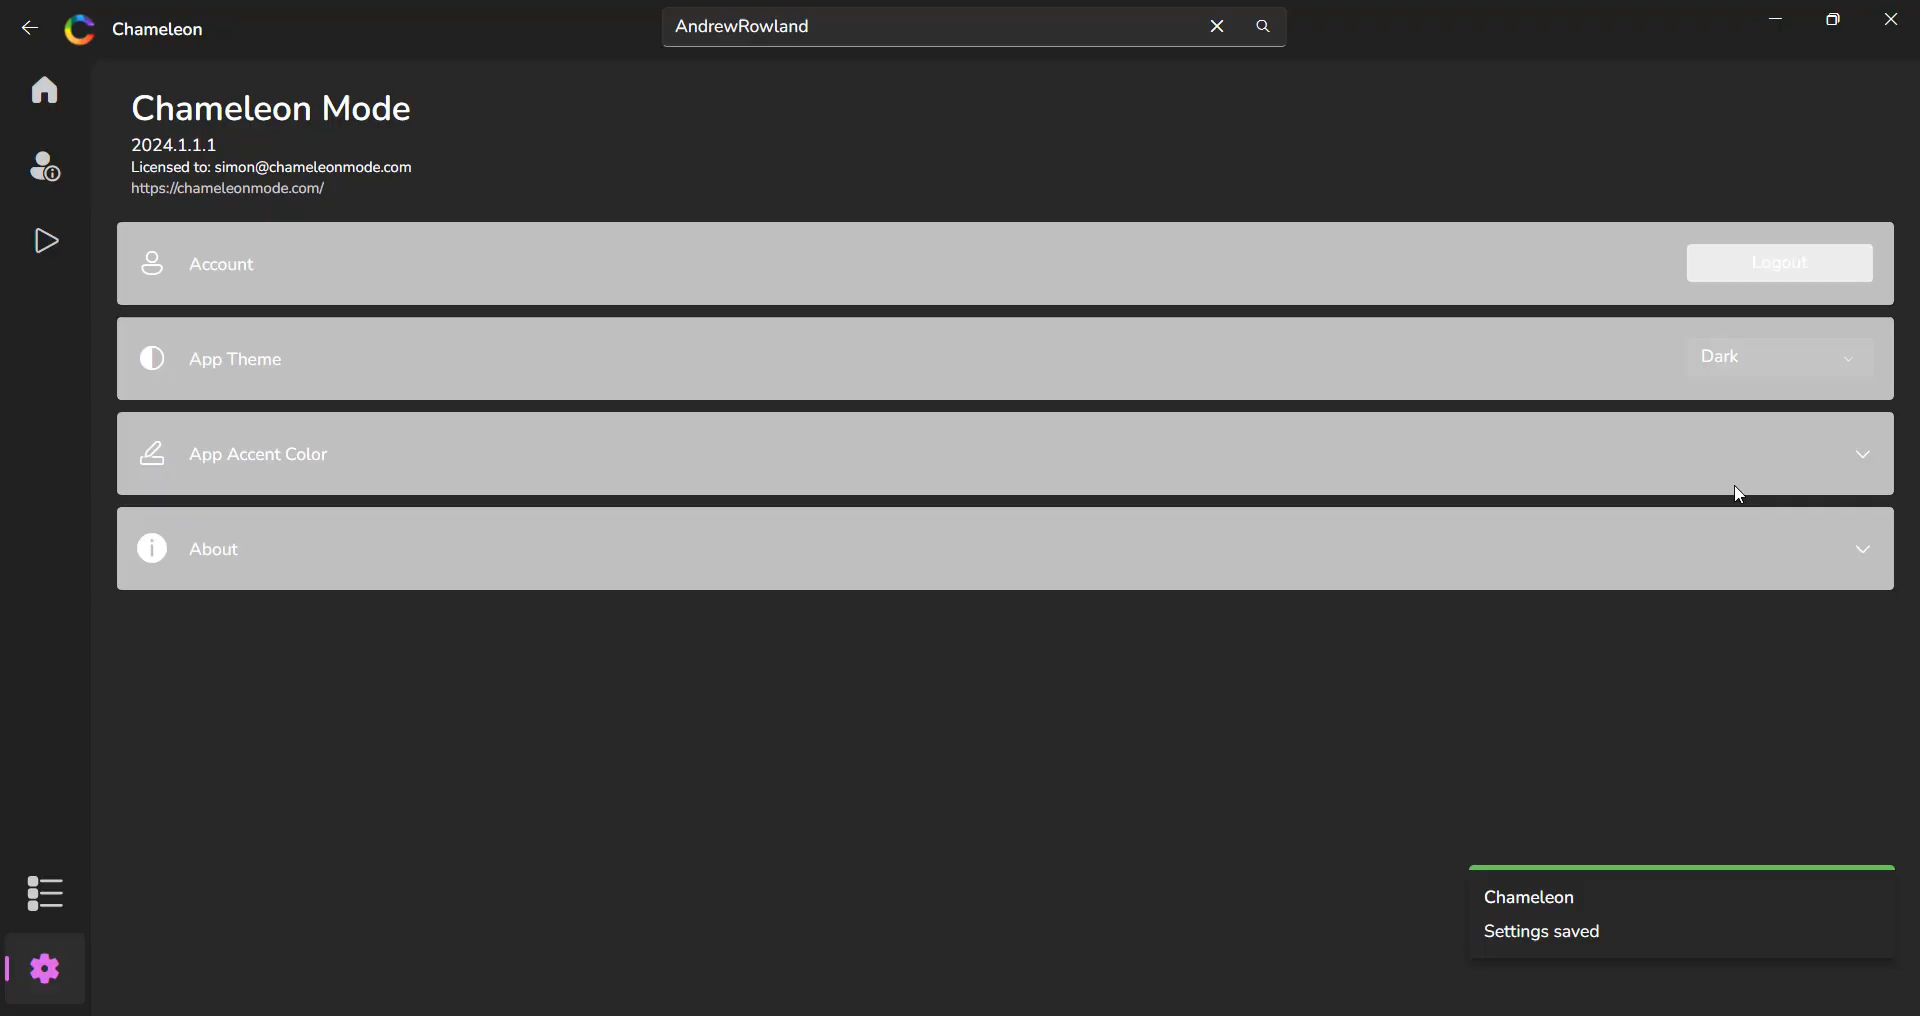 Chameleon
AndrewRowland
Chameleon Mode
2024.1.1.1
Licensed to: simon@chameleonmode.com
https://chameleonmode.com/
Account
Logout
App Theme
Dark
App Accent Color
About
Chameleon
Settings saved